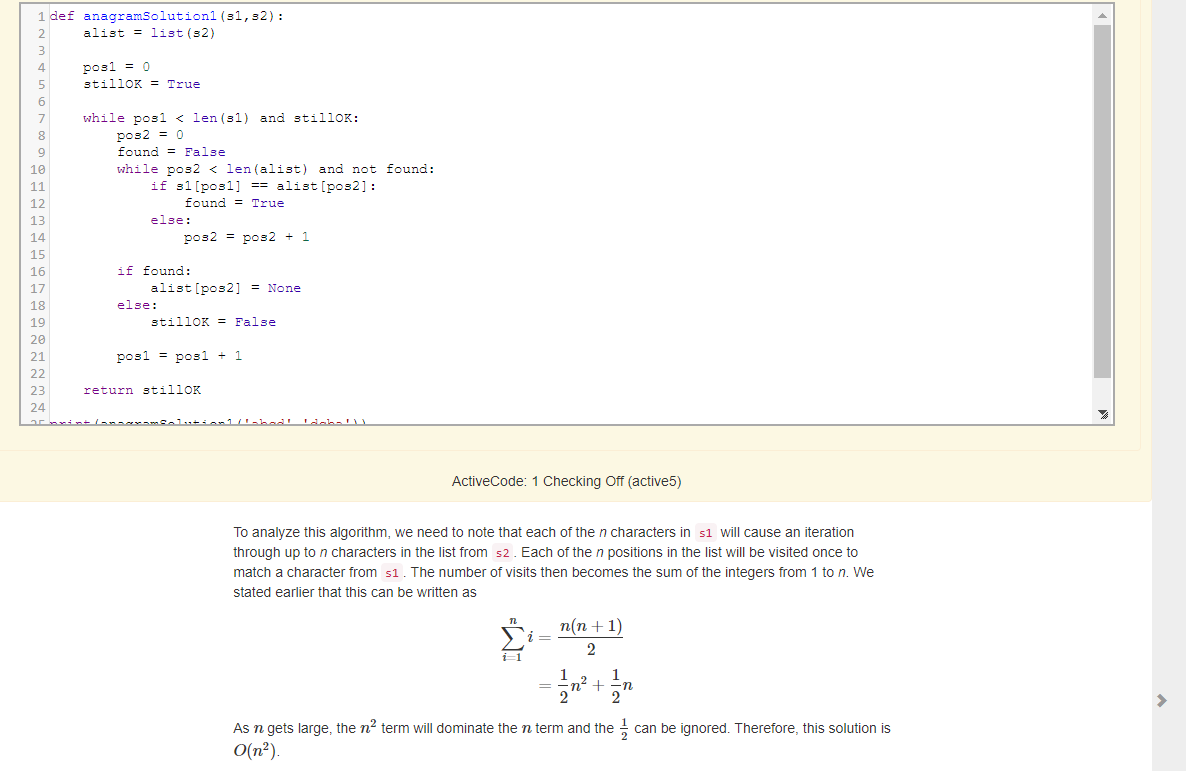 1 def anagramSolution1(s1,s2):
2 alist = list(s2)
3
4 pos1 = 0
5 stillOK = True
6
7 while pos1 < len(s1) and stillOK:
8 pos2 = 0
9 found = False
10 while pos2 < len(alist) and not found:
11 if s1[pos1] == alist[pos2]:
12 found = True
13 else:
14 pos2 = pos2 + 1
15
16 if found:
17 alist[pos2] = None
18 else:
19 stillOK = False
20
21 pos1 = pos1 + 1
22
23 return stillOK
24
25 print(anagramSolution1('abcd','dcba'))
ActiveCode: 1 Checking Off (active5)
To analyze this algorithm, we need to note that each of the n characters in s1 will cause an iteration
through up to n characters in the list from s2. Each of the n positions in the list will be visited once to
match a character from s1. The number of visits then becomes the sum of the integers from 1 to n. We
stated earlier that this can be written as
∑_{i=1}^{n} i = n(n + 1)/2
= 1/2 n² + 1/2 n
As n gets large, the n² term will dominate the n term and the 1/2 can be ignored. Therefore, this solution is
O(n²).